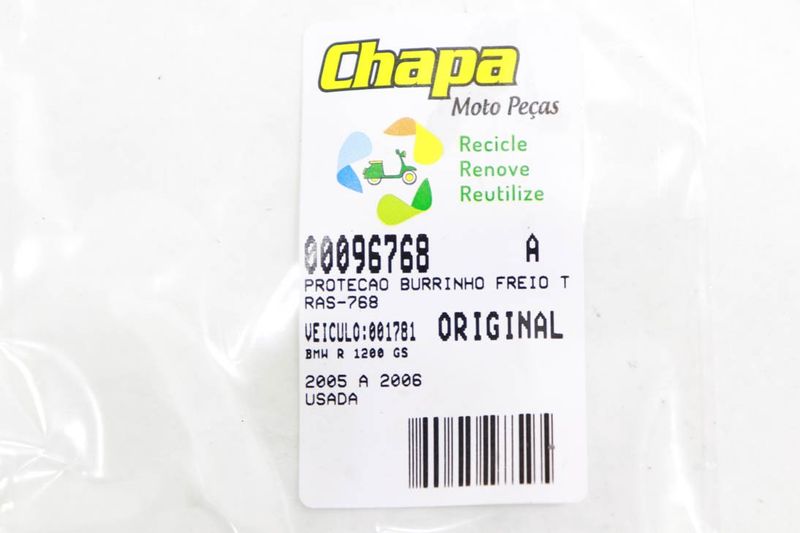 Chapa
Moto Peças
Recicle
Renove
Reutilize
00096768 A
PROTECAO BURRINHO FREIO T
RAS-768
VEICULO:001781 ORIGINAL
BMW R 1200 GS
2005 A 2006
USADA